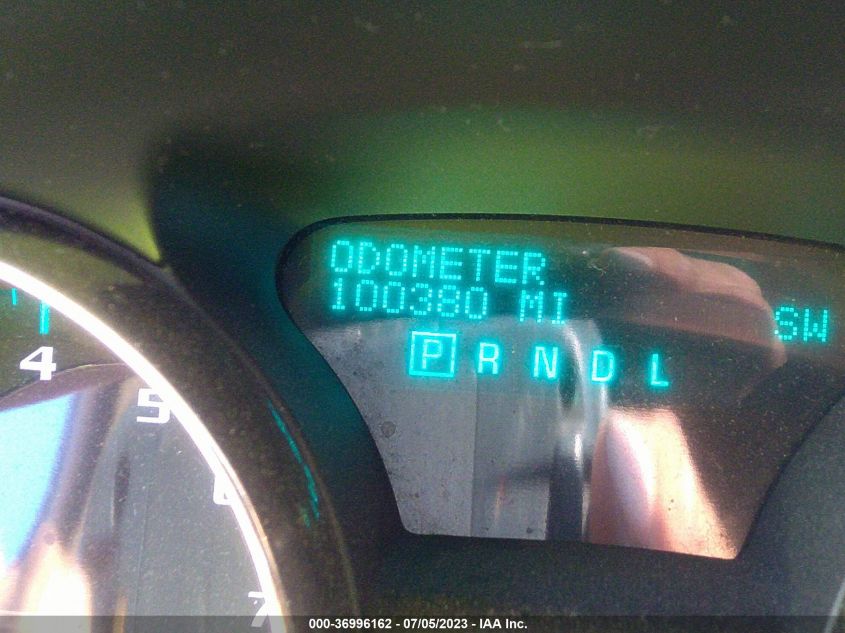 ODOMETER
100380 MI
SW
P R N D L
4
5
6
7
000-36996162 - 07/05/2023 - IAA Inc.